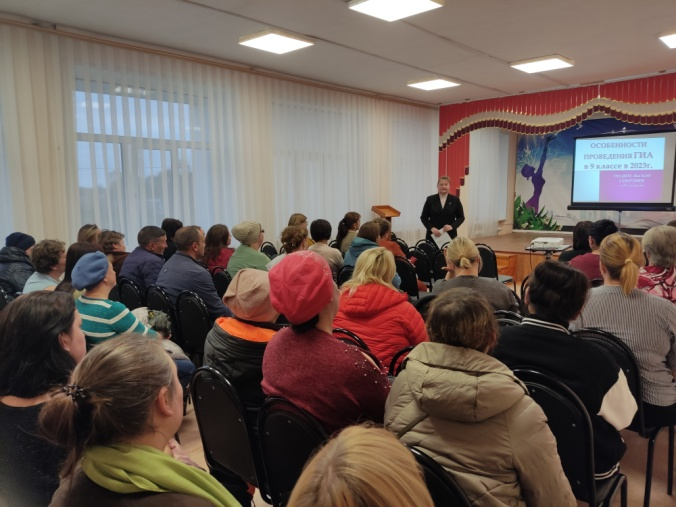 ОСОБЕННОСТИ
ПРОВЕДЕНИЯ ГИА
в 9 классе в 2023г.